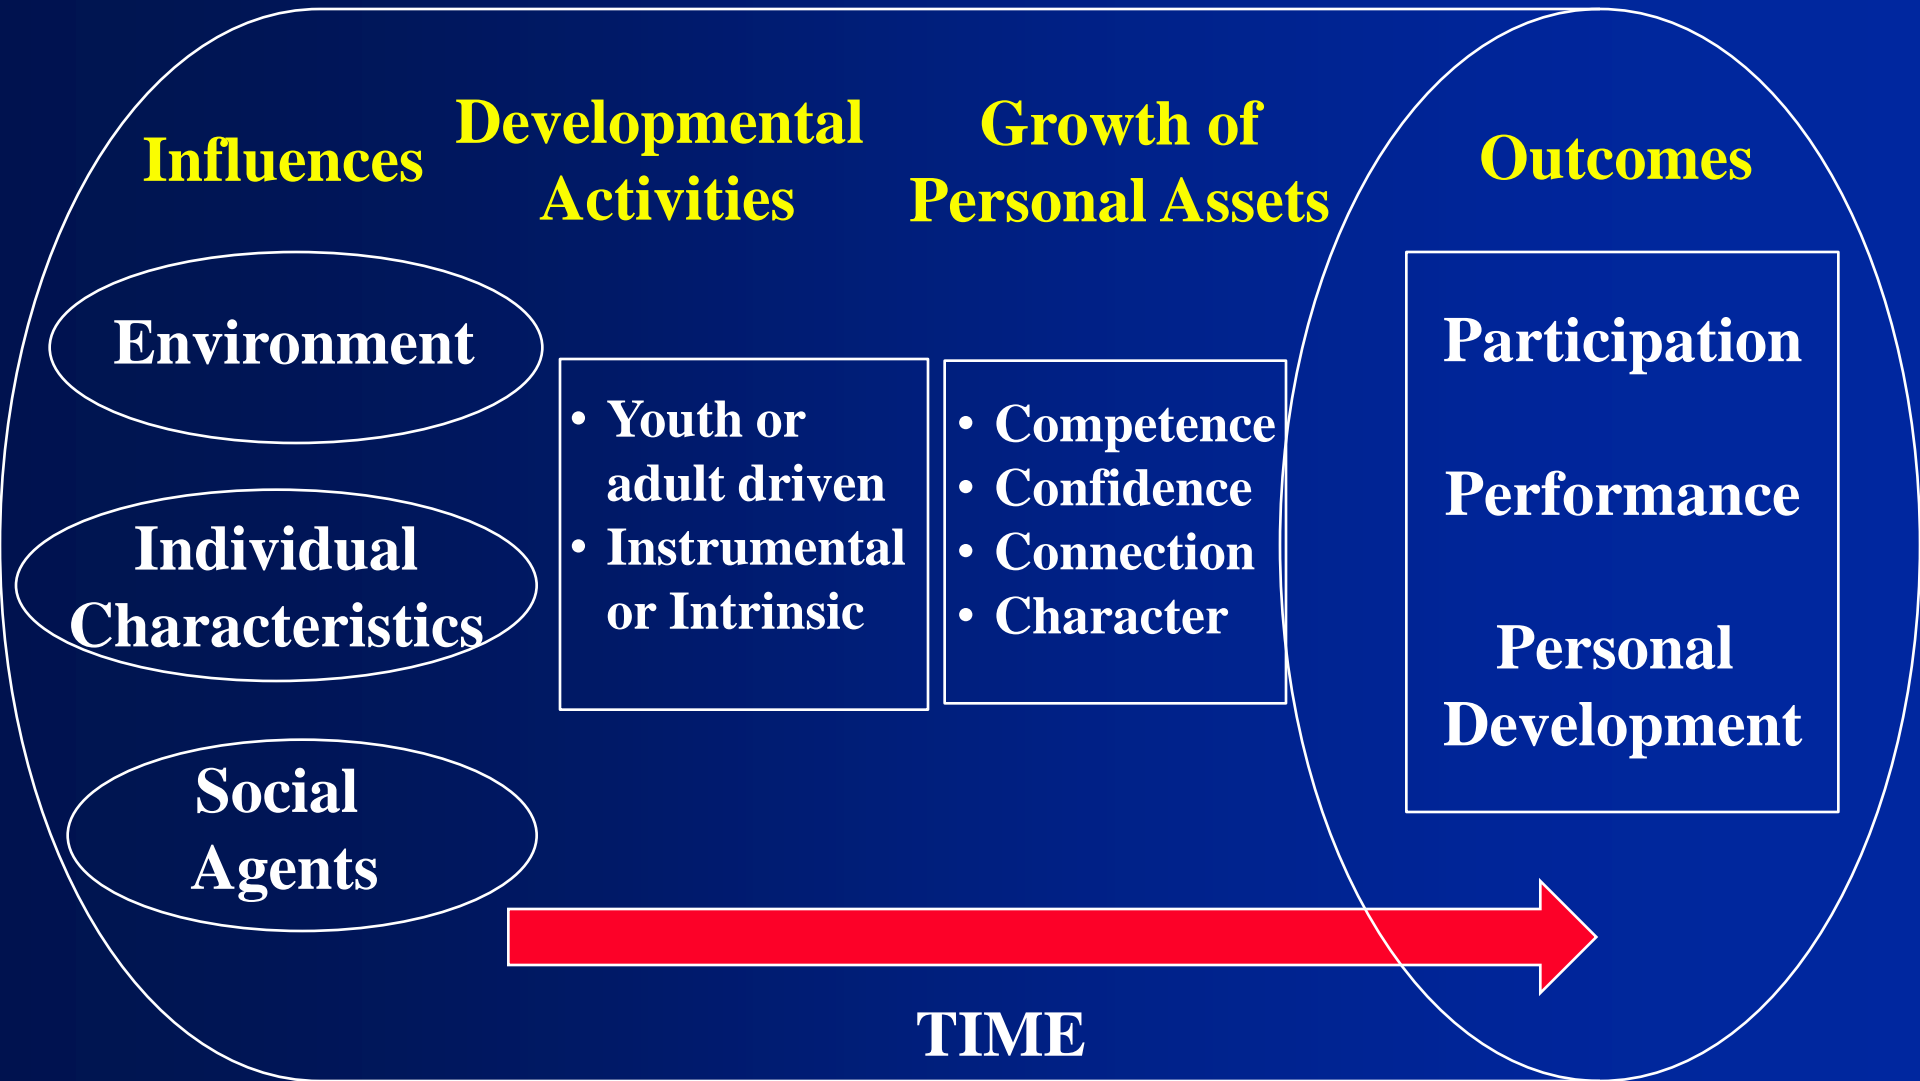 Influences
Developmental
Activities
Growth of
Personal Assets
Outcomes
Environment
Individual
Characteristics
Social
Agents
• Youth or
adult driven
• Instrumental
or Intrinsic
• Competence
• Confidence
• Connection
• Character
Participation
Performance
Personal
Development
TIME